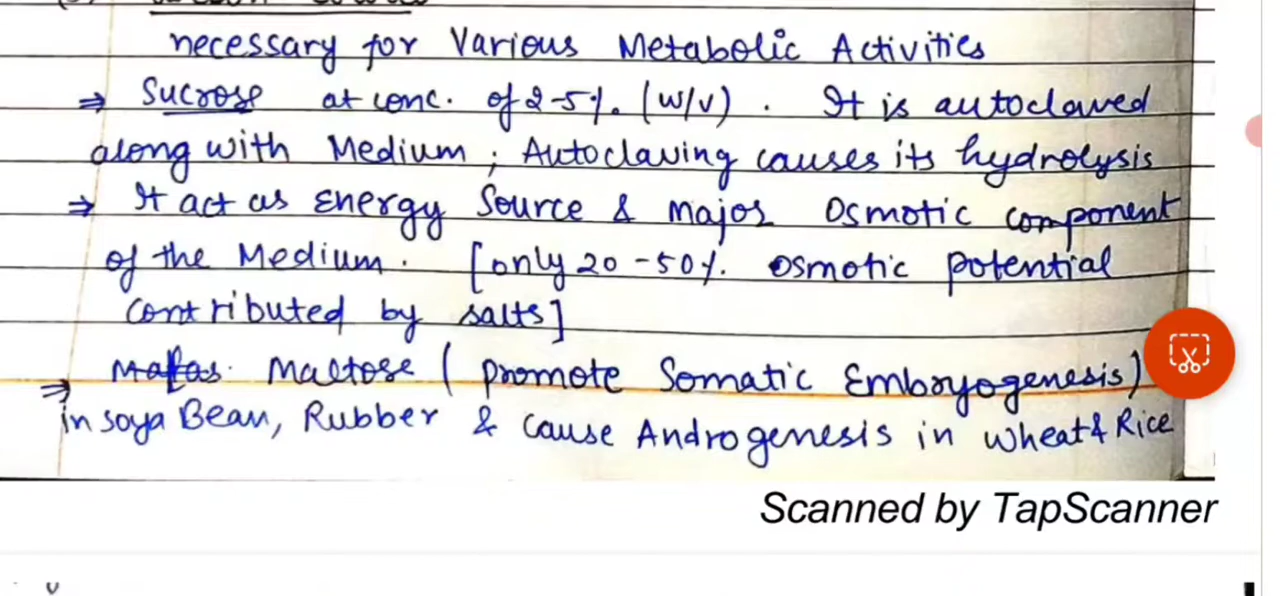 necessary for Various Metabolic Activities
⇒ Sucrose at conc. of 2-5%. (w/v) . It is autoclaved
along with Medium ; Autoclaving causes its hydrolysis
⇒ It act as Energy Source & major Osmotic component
of the Medium. [only 20-50%. osmotic potential
contributed by salts]
⇒ Maltose (promote Somatic Embryogenesis)
in soya Bean, Rubber & cause Androgenesis in wheat & Rice
Scanned by TapScanner